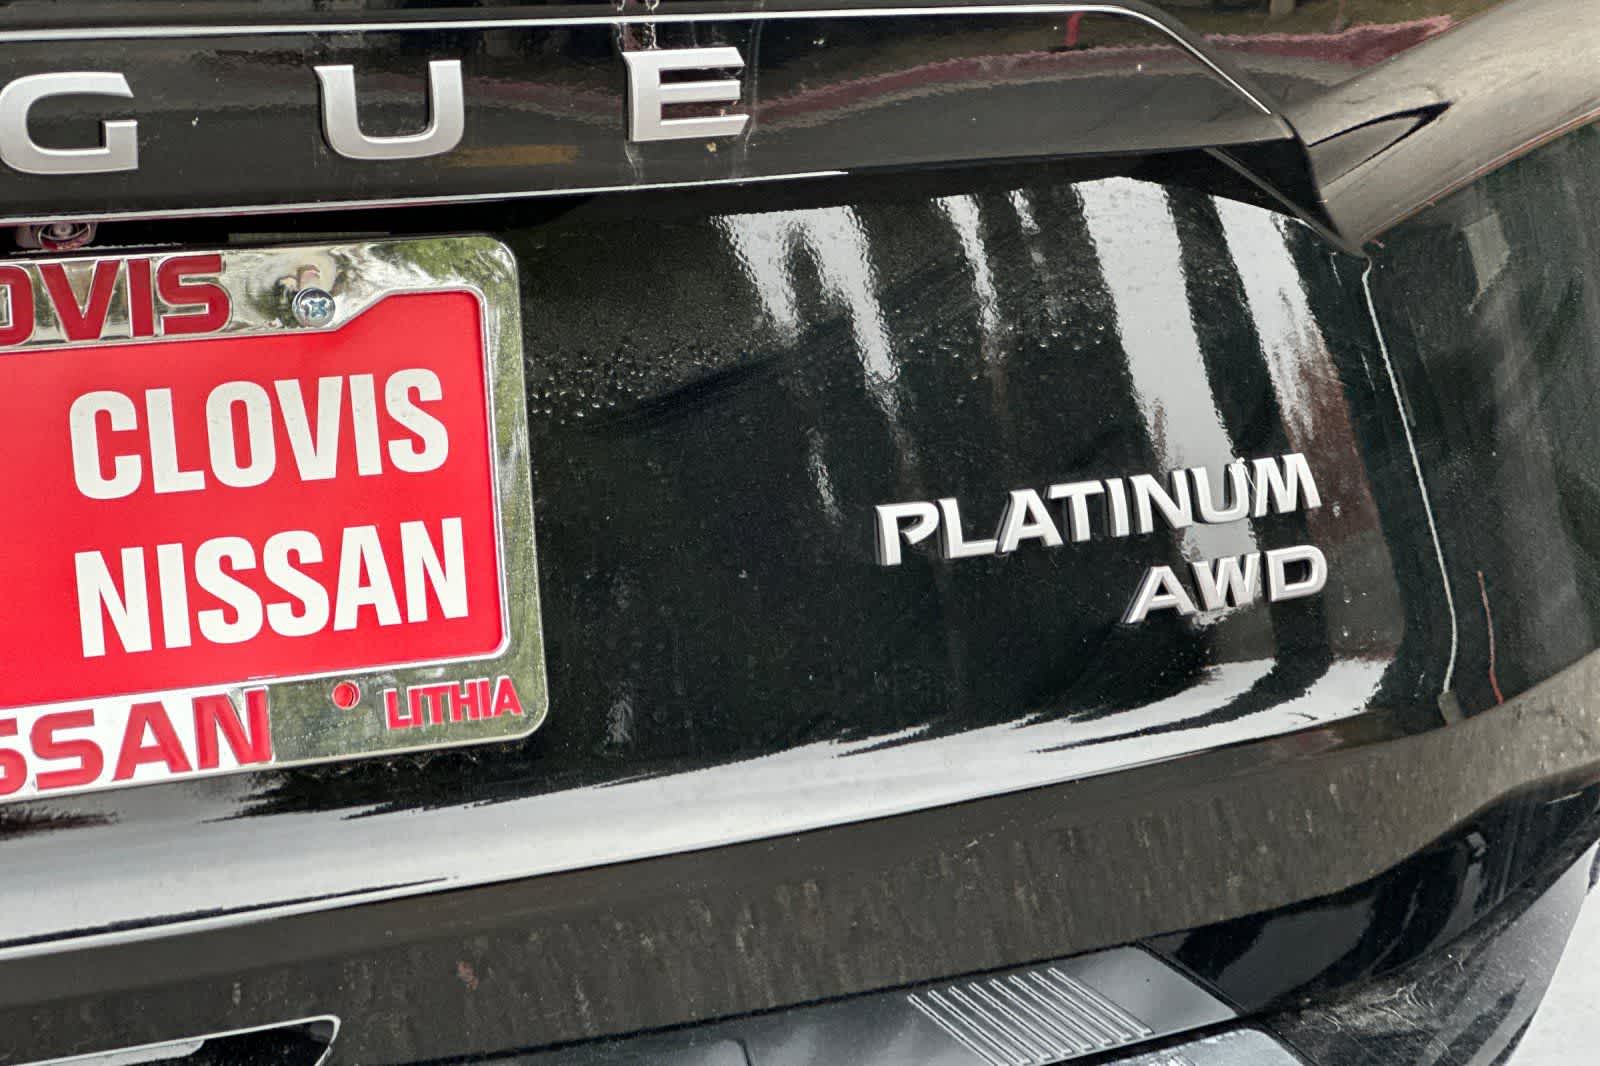 GUE
OVIS
CLOVIS
NISSAN
SSAN
LITHIA
PLATINUM
AWD